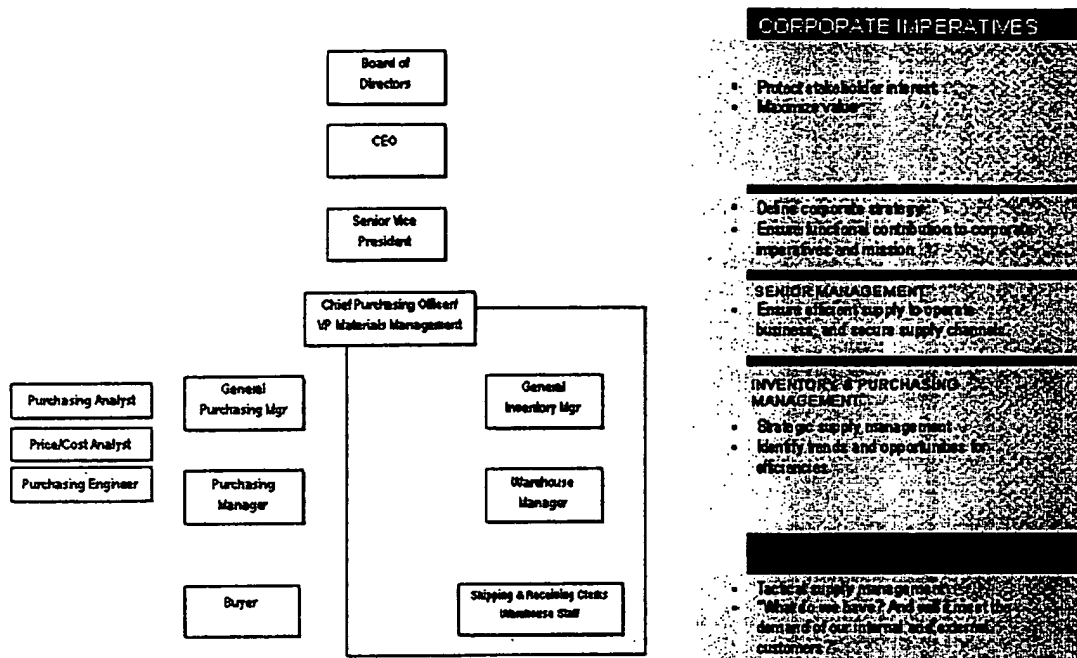 Board of
Directors
CEO
Senior Vice
President
Chief Purchasing Officer/
VP Materials Management
Purchasing Analyst
Price/Cost Analyst
Purchasing Engineer
General
Purchasing Mgr
General
Inventory Mgr
Purchasing
Manager
Warehouse
Manager
Buyer
Shipping & Receiving Clerks
Warehouse Staff
CORPORATE IMPERATIVES
• Protect stakeholder interest
• Maximize value
• Define corporate strategy
• Ensure functional contribution to corporate
imperatives and mission
SENIOR MANAGEMENT
• Ensure efficient supply to operate
business, and secure supply channels
INVENTORY & PURCHASING
MANAGEMENT
• Strategic supply management
• Identify trends and opportunities for
efficiencies
• Tactical supply management
• "What do we have? And will it meet the
demand of our internal and external
customers?"